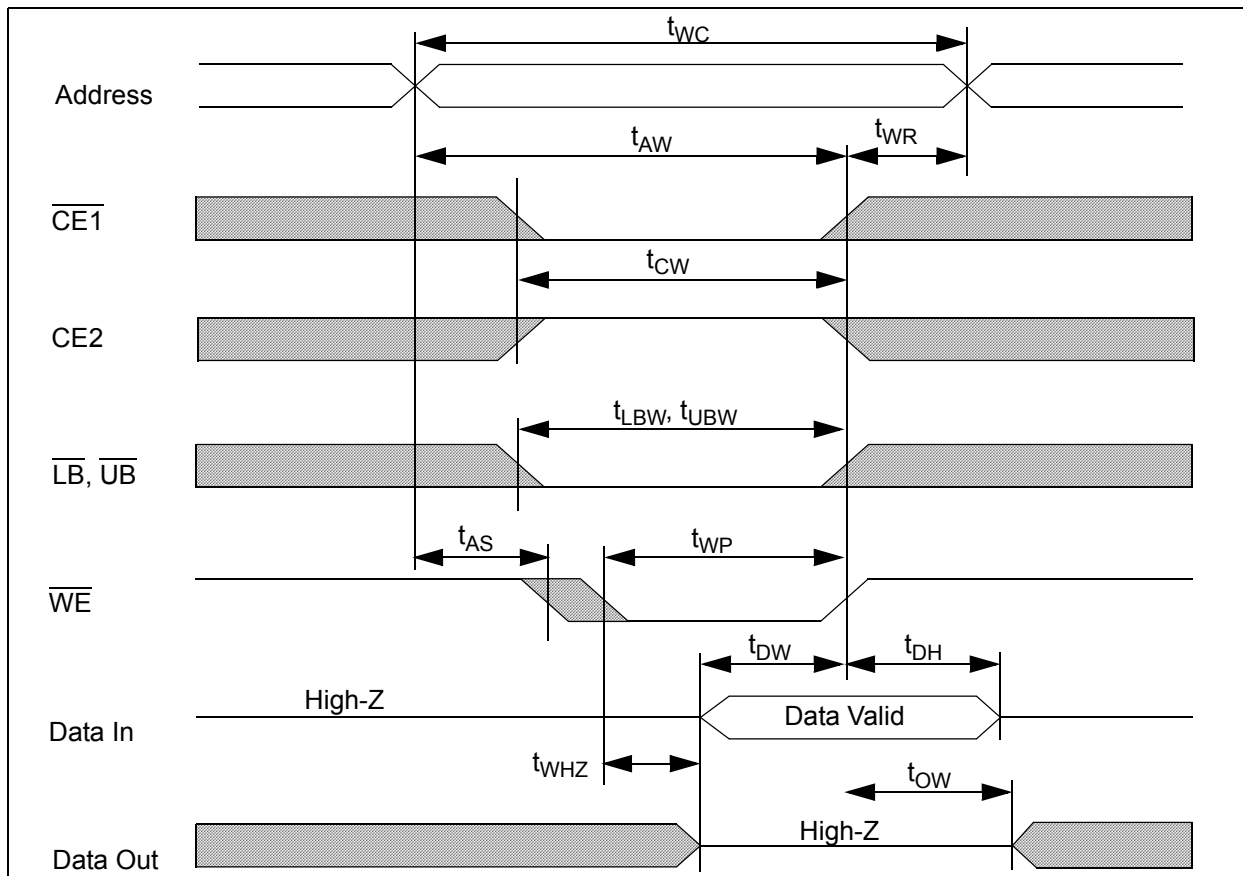 tWC
Address
tAW
tWR
CE1
tCW
CE2
tLBW, tUBW
LB, UB
tAS
tWP
WE
tDW
tDH
High-Z
Data Valid
Data In
tWHZ
tOW
High-Z
Data Out